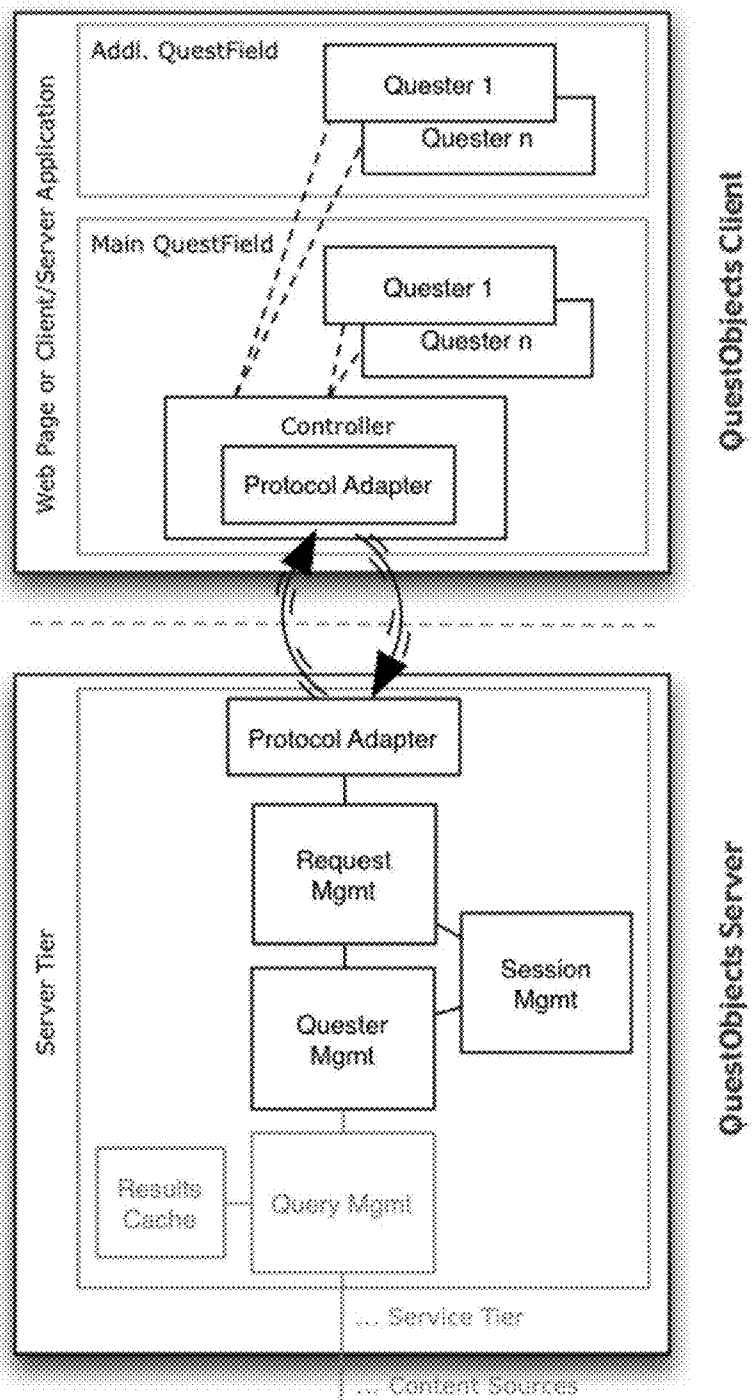 Addl. QuestField
Quester 1
Quester n
Main QuestField
Quester 1
Quester n
Controller
Protocol Adapter
Web Page or Client/Server Application
QuestObjects Client
Protocol Adapter
Request
Mgmt
Session
Mgmt
Quester
Mgmt
Results
Cache
Query Mgmt
Server Tier
QuestObjects Server
... Service Tier
... Content Sources